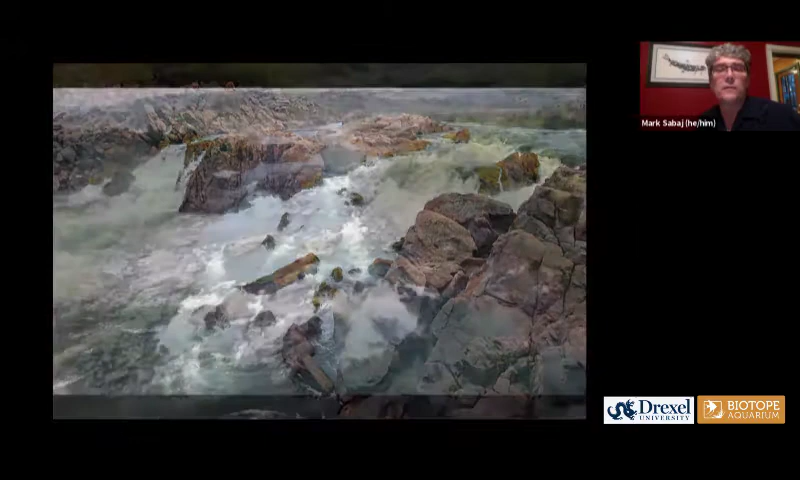 Mark Sabaj (he/him)
Drexel
UNIVERSITY
BIOTOPE
AQUARIUM